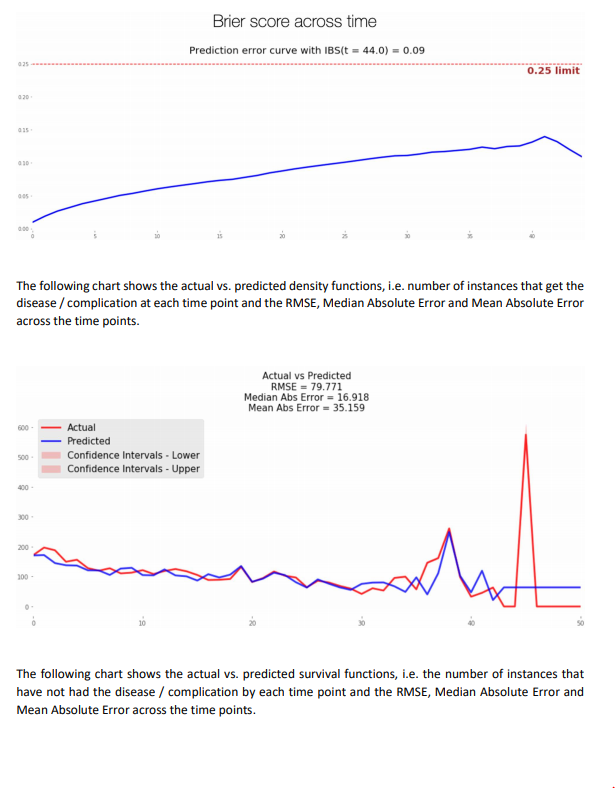 Brier score across time
Prediction error curve with IBS(t = 44.0) = 0.09
0.25
0.25 limit
0.20
0.15
0.10
0.05
0.00
0 5 10 15 20 25 30 35 40
The following chart shows the actual vs. predicted density functions, i.e. number of instances that get the
disease / complication at each time point and the RMSE, Median Absolute Error and Mean Absolute Error
across the time points.
Actual vs Predicted
RMSE = 79.771
Median Abs Error = 16.918
Mean Abs Error = 35.159
Actual
Predicted
Confidence Intervals - Lower
Confidence Intervals - Upper
600
500
400
300
200
100
0
0 10 20 30 40 50
The following chart shows the actual vs. predicted survival functions, i.e. the number of instances that
have not had the disease / complication by each time point and the RMSE, Median Absolute Error and
Mean Absolute Error across the time points.